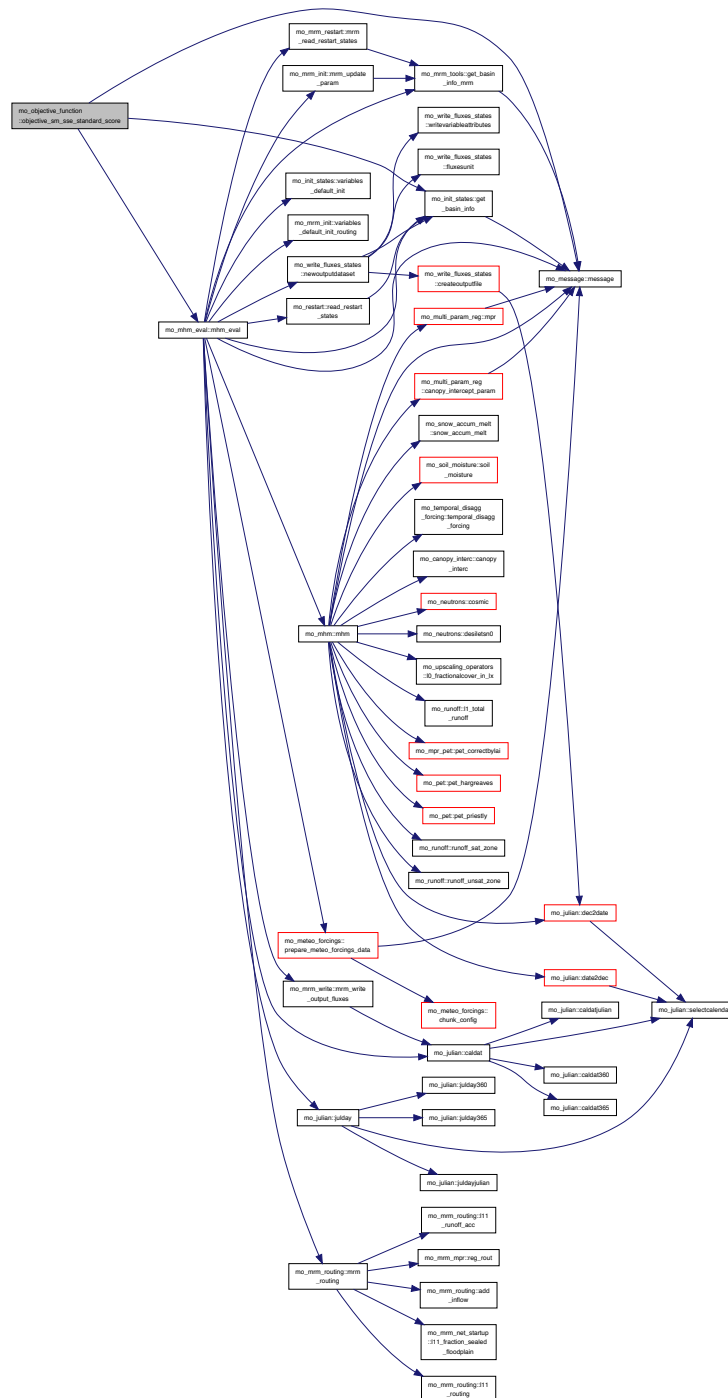 mo_mrm_restart::mrm
_read_restart_states
mo_mrm_init::mrm_update
_param
mo_mrm_tools::get_basin
_info_mrm
mo_objective_function
::objective_sm_sse_standard_score
mo_write_fluxes_states
::writevariableattributes
mo_write_fluxes_states
::fluxesunit
mo_init_states::variables
_default_init
mo_init_states::get
_basin_info
mo_mrm_init::variables
_default_init_routing
mo_write_fluxes_states
::newoutputdataset
mo_write_fluxes_states
::createoutputfile
mo_message::message
mo_restart::read_restart
_states
mo_multi_param_reg::mpr
mo_mhm_eval::mhm_eval
mo_multi_param_reg
::canopy_intercept_param
mo_snow_accum_melt
::snow_accum_melt
mo_soil_moisture::soil
_moisture
mo_temporal_disagg
_forcing::temporal_disagg
_forcing
mo_canopy_interc::canopy
_interc
mo_neutrons::cosmic
mo_mhm::mhm
mo_neutrons::desiletsn0
mo_upscaling_operators
::l0_fractionalcover_in_lx
mo_runoff::l1_total
_runoff
mo_mpr_pet::pet_correctbylai
mo_pet::pet_hargreaves
mo_pet::pet_priestly
mo_runoff::runoff_sat_zone
mo_runoff::runoff_unsat_zone
mo_julian::dec2date
mo_meteo_forcings::
prepare_meteo_forcings_data
mo_julian::date2dec
mo_mrm_write::mrm_write
_output_fluxes
mo_meteo_forcings::
chunk_config
mo_julian::caldatjulian
mo_julian::selectcalendar
mo_julian::caldat
mo_julian::caldat360
mo_julian::julday360
mo_julian::caldat365
mo_julian::julday
mo_julian::julday365
mo_julian::juldayjulian
mo_mrm_routing::l11
_runoff_acc
mo_mrm_mpr::reg_rout
mo_mrm_routing::mrm
_routing
mo_mrm_routing::add
_inflow
mo_mrm_net_startup
::l11_fraction_sealed
_floodplain
mo_mrm_routing::l11
_routing